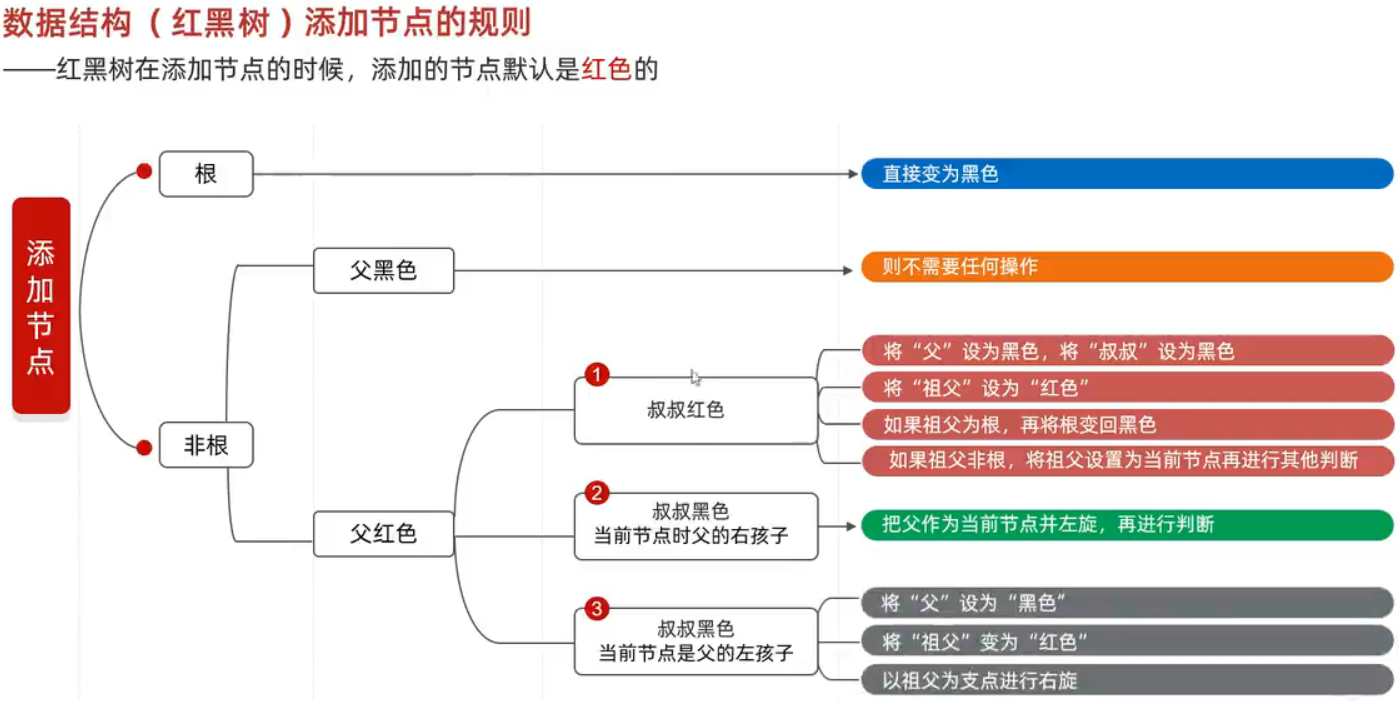 数据结构（红黑树）添加节点的规则
——红黑树在添加节点的时候，添加的节点默认是红色的
添加节点
根
直接变为黑色
非根
父黑色
则不需要任何操作
父红色
1
叔叔红色
将“父”设为黑色，将“叔叔”设为黑色
将“祖父”设为“红色”
如果祖父为根，再将根变回黑色
如果祖父非根，将祖父设置为当前节点再进行其他判断
2
叔叔黑色
当前节点时父的右孩子
把父作为当前节点并左旋，再进行判断
3
叔叔黑色
当前节点是父的左孩子
将“父”设为“黑色”
将“祖父”变为“红色”
以祖父为支点进行右旋